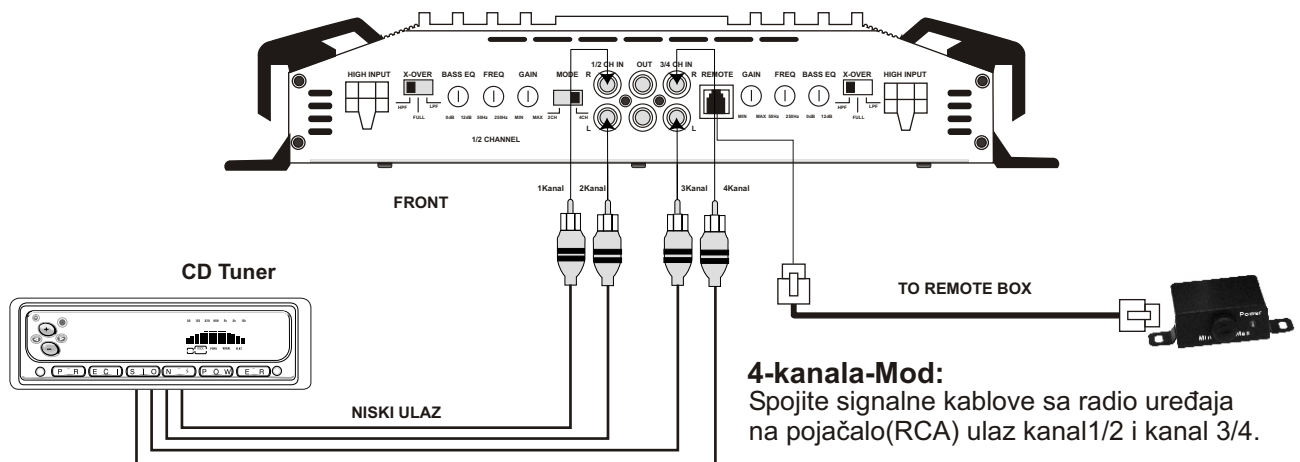 HIGH INPUT X-OVER BASS EQ FREQ GAIN MODE R 1/2 CH IN OUT 3/4 CH IN R REMOTE GAIN FREQ BASS EQ X-OVER HIGH INPUT
HPF LPF HPF LPF
FULL 0dB 12dB 50Hz 250Hz MIN MAX 2CH 4CH L L MIN MAX 50Hz 250Hz 0dB 12dB FULL
1/2 CHANNEL
1Kanal 2Kanal 3Kanal 4Kanal
FRONT
CD Tuner
TO REMOTE BOX
Power
Min Max
P R E C I S I O N P O W E R
NISKI ULAZ
4-kanala-Mod:
Spojite signalne kablove sa radio uređaja
na pojačalo(RCA) ulaz kanal1/2 i kanal 3/4.